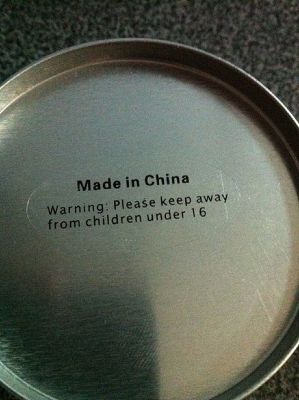 Made in China
Warning: Please keep away
from children under 16